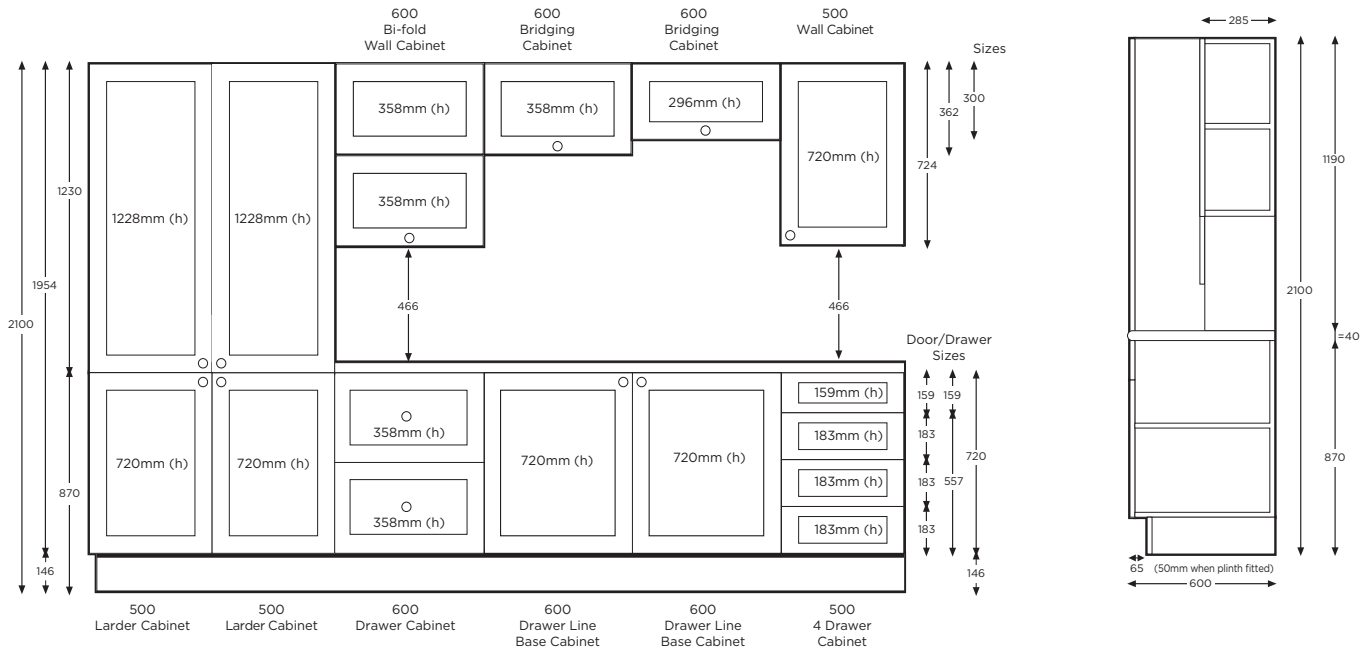 600
Bi-fold
Wall Cabinet
600
Bridging
Cabinet
600
Bridging
Cabinet
500
Wall Cabinet
Sizes
358mm (h)
358mm (h)
296mm (h)
720mm (h)
358mm (h)
1228mm (h)
1228mm (h)
300
362
724
1230
1954
2100
466
466
Door/Drawer
Sizes
720mm (h)
720mm (h)
358mm (h)
358mm (h)
720mm (h)
720mm (h)
159mm (h)
183mm (h)
183mm (h)
183mm (h)
159
159
183
183
183
557
720
870
146
146
500
Larder Cabinet
500
Larder Cabinet
600
Drawer Cabinet
600
Drawer Line
Base Cabinet
600
Drawer Line
Base Cabinet
500
4 Drawer
Cabinet
285
1190
2100
=40
870
65 (50mm when plinth fitted)
600